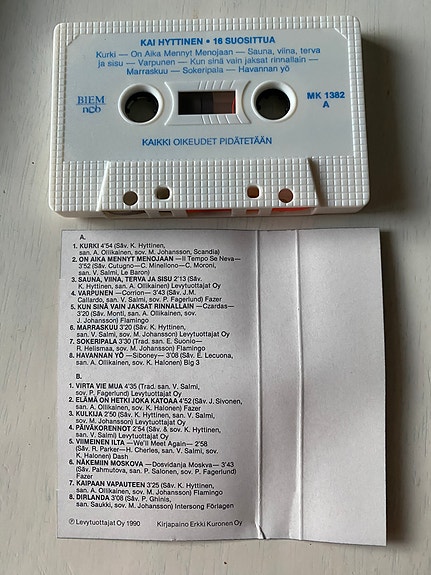 KAI HYTTINEN • 16 SUOSITTUA
Kurki — On Aika Mennyt Menojaan — Sauna, viina, terva
ja sisu — Varpunen — Kun sinä vain jaksat rinnallain —
Marraskuu — Sokeripala — Havannan yö
BIEM
ncb
MK 1382
A
KAIKKI OIKEUDET PIDÄTETÄÄN
A.
1. KURKI 4'54 (Säv. K. Hyttinen,
san. A. Ollikainen, sov. M. Johansson, Scandia)
2. ON AIKA MENNYT MENOJAAN —Il Tempo Se Neva—
3'52 (Säv. Cutugno—C. Minellono—C. Moroni,
san. V. Salmi, Le Baron)
3. SAUNA, VIINA, TERVA JA SISU 2'13 (Säv.
K. Hyttinen, san. A. Ollikainen) Levytuottajat Oy
4. VARPUNEN —Corrion— 3'43 (Säv. J.M.
Callardo, san. V. Salmi, sov. P. Fagerlund) Fazer
5. KUN SINÄ VAIN JAKSAT RINNALLAIN —Czardas—
3'20 (Säv. Monti, san. A. Ollikainen, sov.
J. Johansson) Flamingo
6. MARRASKUU 3'20 (Säv. K. Hyttinen,
san. V. Salmi, sov. M. Johansson) Levytuottajat Oy
7. SOKERIPALA 3'30 (Trad. san. E. Suonio—
R. Helismaa, sov. M. Johansson) Flamingo
8. HAVANNAN YÖ —Siboney— 3'08 (Säv. E. Lecuona,
san. A. Ollikainen, sov. K. Halonen) Big 3
B.
1. VIRTA VIE MUA 4'35 (Trad. san. V. Salmi,
sov. P. Fagerlund) Levytuottajat Oy
2. ELÄMÄ ON HETKI JOKA KATOAA 4'52 (Säv. J. Sivonen,
san. A. Ollikainen, sov. K. Halonen) Fazer
3. KULKIJA 2'50 (Säv. K. Hyttinen, san. V. Salmi,
sov. M. Johansson) Levytuottajat Oy
4. PÄIVÄKORENNOT 2'54 (Säv. & sov. K. Hyttinen,
san. V. Salmi) Levytuottajat Oy
5. VIIMEINEN ILTA —We'll Meet Again— 2'58
(Säv. R. Parker—H. Charles, san. V. Salmi, sov.
K. Halonen) Dash
6. NÄKEMIIN MOSKOVA —Dosvidanja Moskva— 3'43
(Säv. Pahmutova, san. P. Salonen, sov. P. Fagerlund)
Fazer
7. KAIPAAN VAPAUTEEN 3'25 (Säv. K. Hyttinen,
san. A. Ollikainen, sov. M. Johansson) Flamingo
8. DIRLANDA 3'08 (Säv. P. Ghinis,
san. Saukki, sov. M. Johansson) Intersong Förlagen
Ⓟ Levytuottajat Oy 1990 Kirjapaino Erkki Kuronen Oy